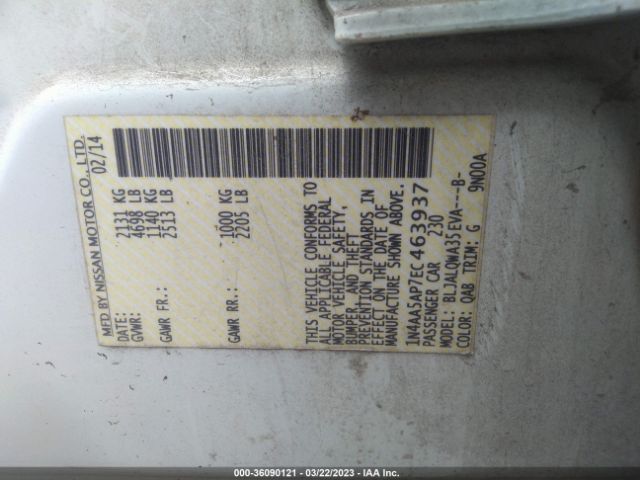 MFD BY NISSAN MOTOR CO., LTD.
DATE: 02/14
GVWR: 2131 KG
4698 LB
GAWR FR.: 1140 KG
2513 LB
GAWR RR.: 1000 KG
2205 LB
THIS VEHICLE CONFORMS TO
ALL APPLICABLE FEDERAL
MOTOR VEHICLE SAFETY,
BUMPER, AND THEFT
PREVENTION STANDARDS IN
EFFECT ON THE DATE OF
MANUFACTURE SHOWN ABOVE.
1N4AA5AP7EC463937
PASSENGER CAR 230
MODEL: BLJALQWA35EVA---B-
COLOR: QAB TRIM: G 9N00A
000-36090121 - 03/22/2023 - IAA Inc.